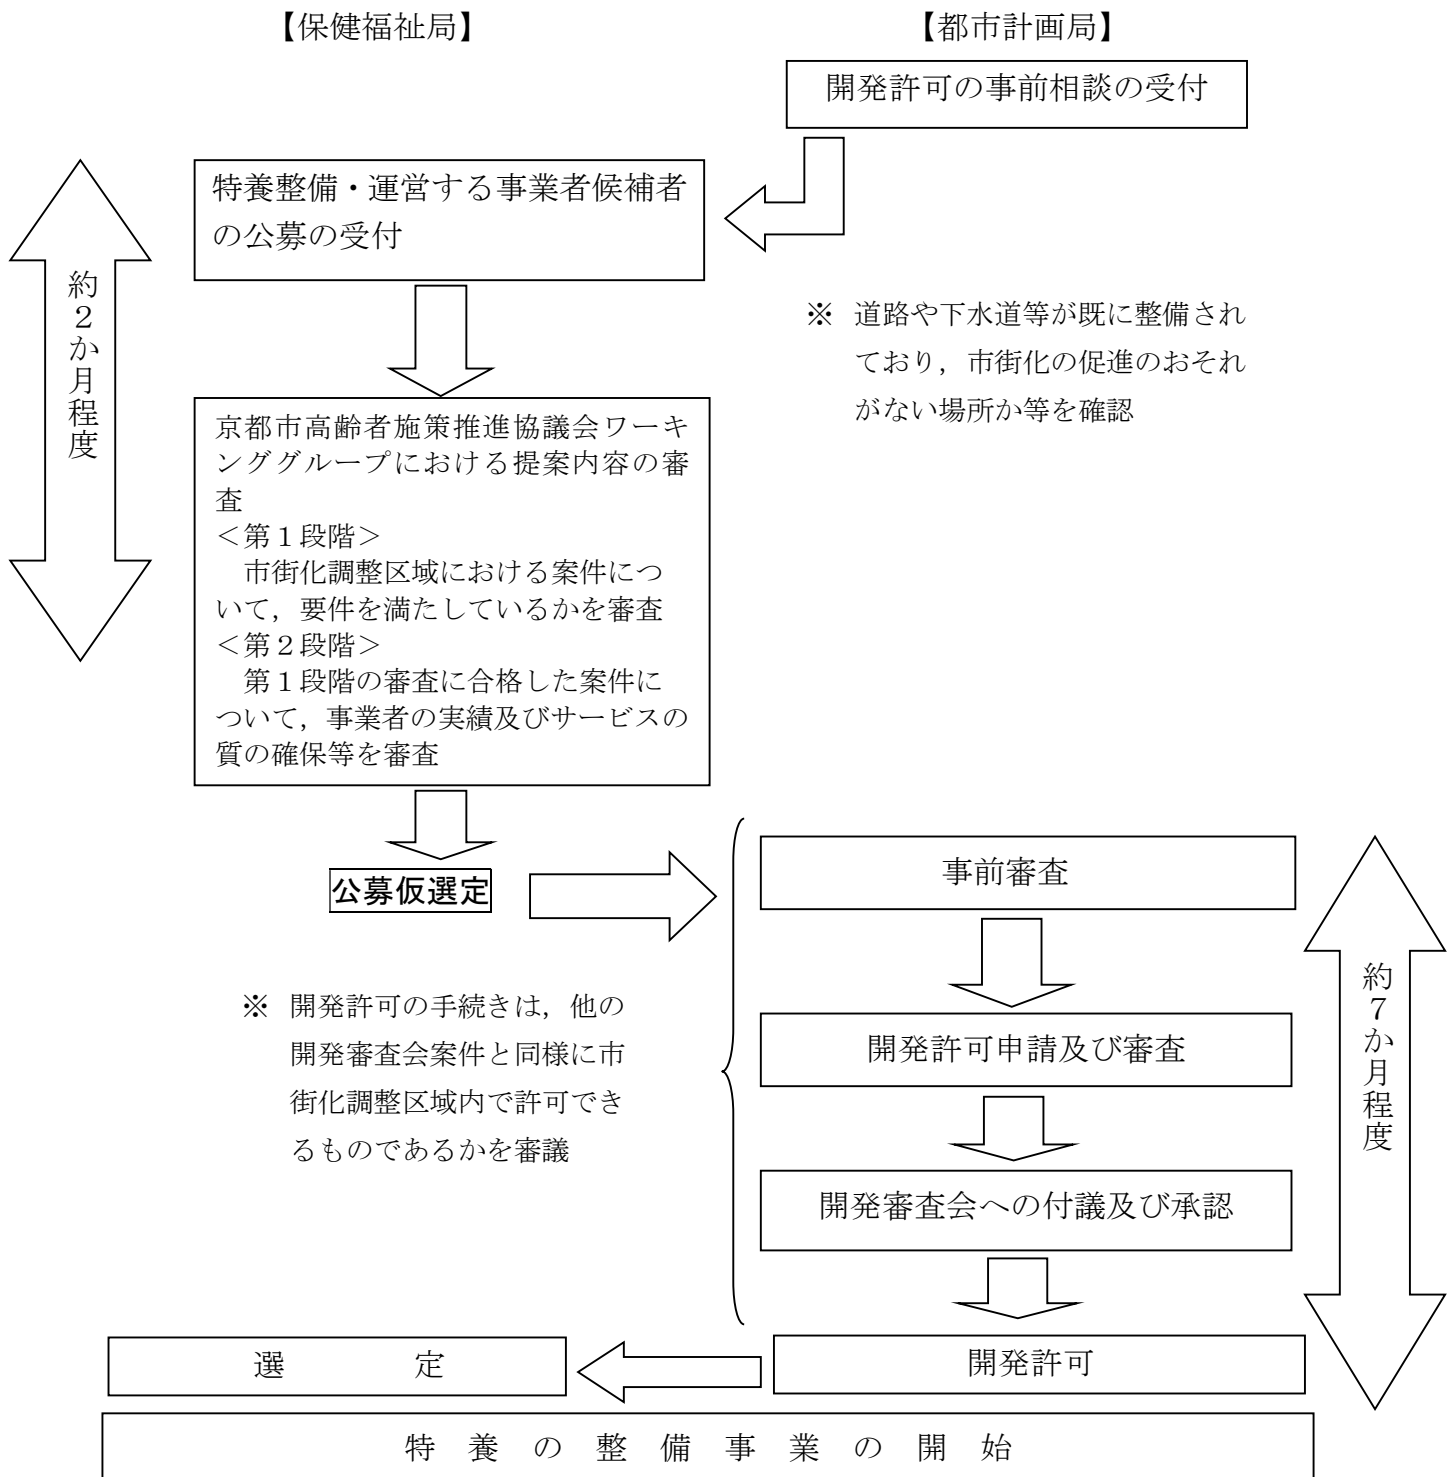 【保健福祉局】
【都市計画局】
開発許可の事前相談の受付
特養整備・運営する事業者候補者
の公募の受付
約２か月程度
※　道路や下水道等が既に整備され
ており，市街化の促進のおそれ
がない場所か等を確認
京都市高齢者施策推進協議会ワーキ
ンググループにおける提案内容の審
査
＜第１段階＞
　市街化調整区域における案件につ
いて，要件を満たしているかを審査
＜第２段階＞
　第１段階の審査に合格した案件に
ついて，事業者の実績及びサービスの
質の確保等を審査
公募仮選定
事前審査
※　開発許可の手続きは，他の
開発審査会案件と同様に市
街化調整区域内で許可でき
るものであるかを審議
開発許可申請及び審査
約７か月程度
開発審査会への付議及び承認
開発許可
選　　　　定
特　養　の　整　備　事　業　の　開　始